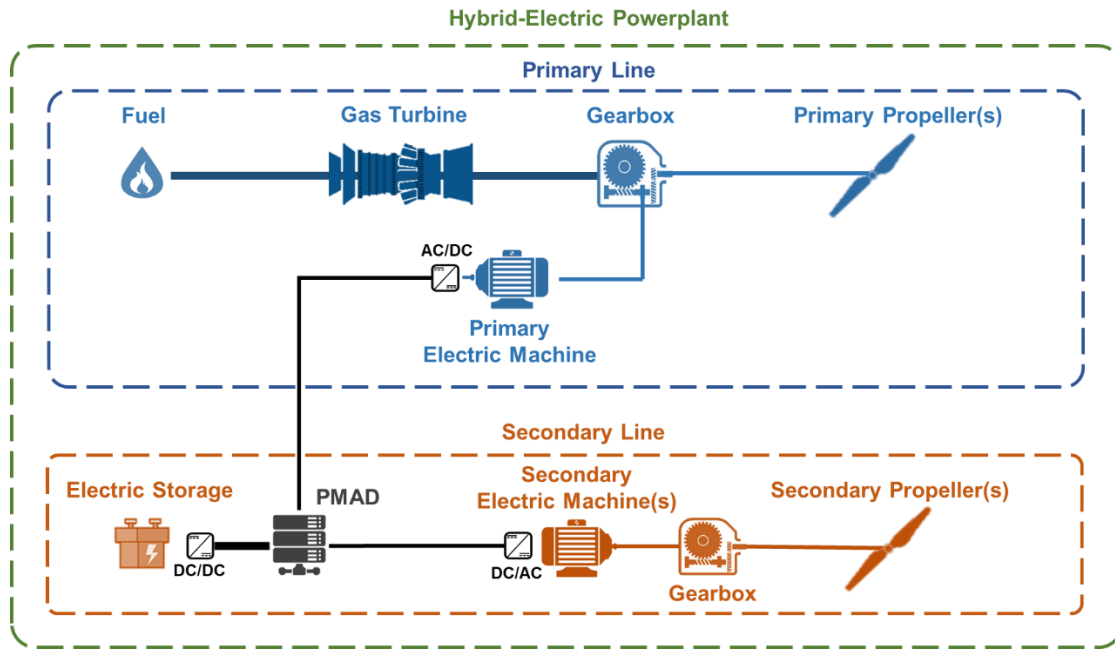 Hybrid-Electric Powerplant
Primary Line
Fuel
Gas Turbine
Gearbox
Primary Propeller(s)
AC/DC
Primary
Electric Machine
Secondary Line
Electric Storage
PMAD
Secondary
Electric Machine(s)
Secondary Propeller(s)
DC/DC
DC/AC
Gearbox